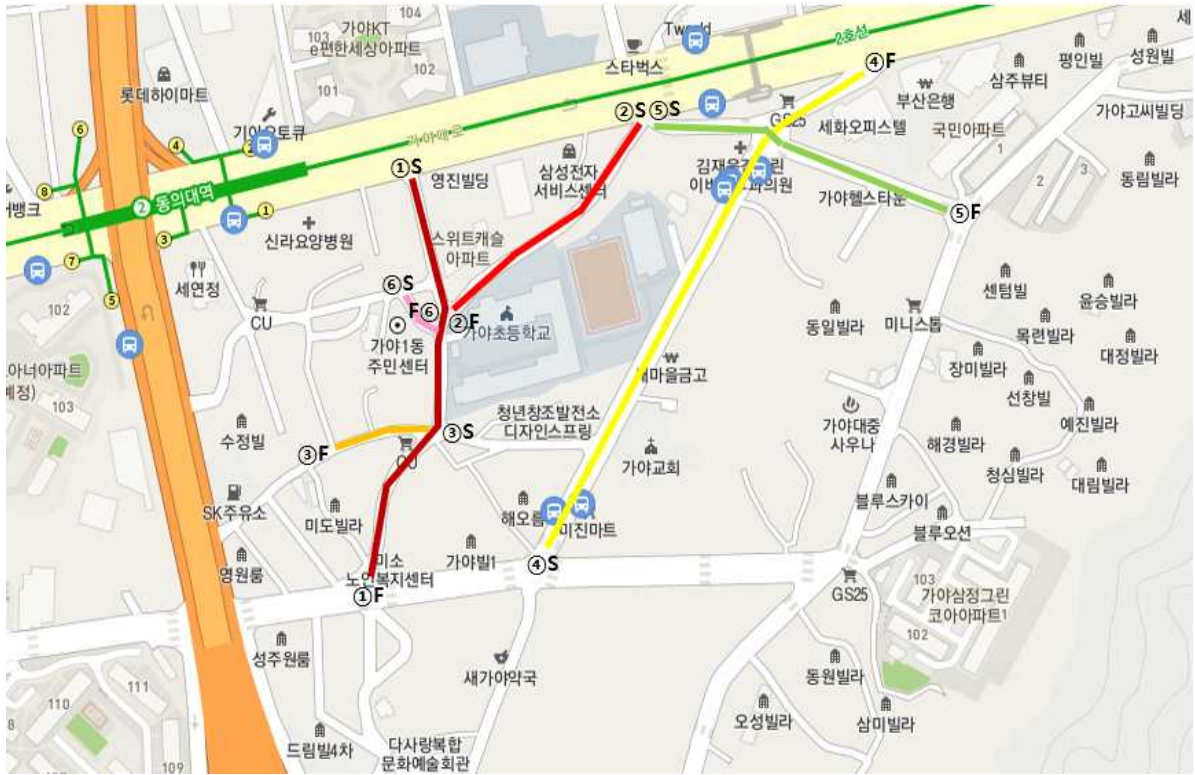 104
가야KT
e편한세상아파트
103
102
101
Tworld
스타벅스
2호선
④F
세
평인빌
성원빌
삼주뷰티
부산은행
가야고씨빌딩
롯데하이마트
기아오토큐
가야대로
②S
⑤S
GS25
세화오피스텔
국민아파트
1
2
3
동림빌라
6
4
2
8
7
5
1
3
② 동의대역
①S
영진빌딩
삼성전자
서비스센터
가야헬스타운
⑤F
신라요양병원
스위트캐슬
아파트
세연정
CU
⑥S
F⑥
②F
가야초등학교
가야1동
주민센터
센텀빌
윤승빌라
동일빌라
미니스톱
목련빌라
대정빌라
102
아너아파트
예정)
103
새마을금고
장미빌라
선창빌
예진빌라
수정빌
③F
③S
CU
청년창조발전소
디자인스프링
가야교회
가야대중
사우나
해경빌라
청심빌라
대림빌라
SK주유소
미도빌라
해오름
미진마트
블루스카이
블루오션
영원룸
미소
노인복지센터
①F
가야빌1
④S
GS25
103
가야삼정그린
코아아파트1
102
성주원룸
새가야약국
동원빌라
111
110
109
드림빌4차
다사랑복합
문화예술회관
오성빌라
삼미빌라